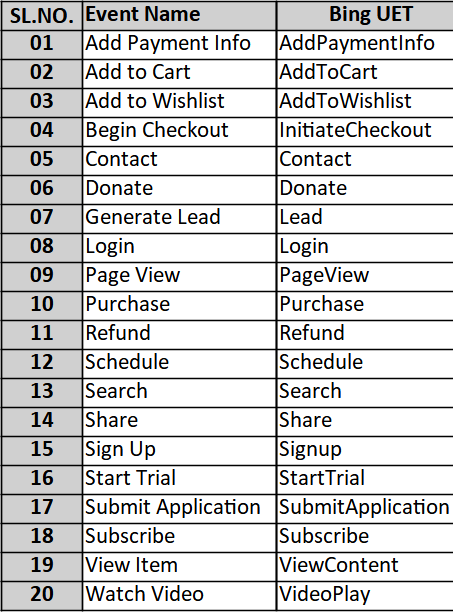 SL.NO. Event Name Bing UET
01 Add Payment Info AddPaymentInfo
02 Add to Cart AddToCart
03 Add to Wishlist AddToWishlist
04 Begin Checkout InitiateCheckout
05 Contact Contact
06 Donate Donate
07 Generate Lead Lead
08 Login Login
09 Page View PageView
10 Purchase Purchase
11 Refund Refund
12 Schedule Schedule
13 Search Search
14 Share Share
15 Sign Up Signup
16 Start Trial StartTrial
17 Submit Application SubmitApplication
18 Subscribe Subscribe
19 View Item ViewContent
20 Watch Video VideoPlay